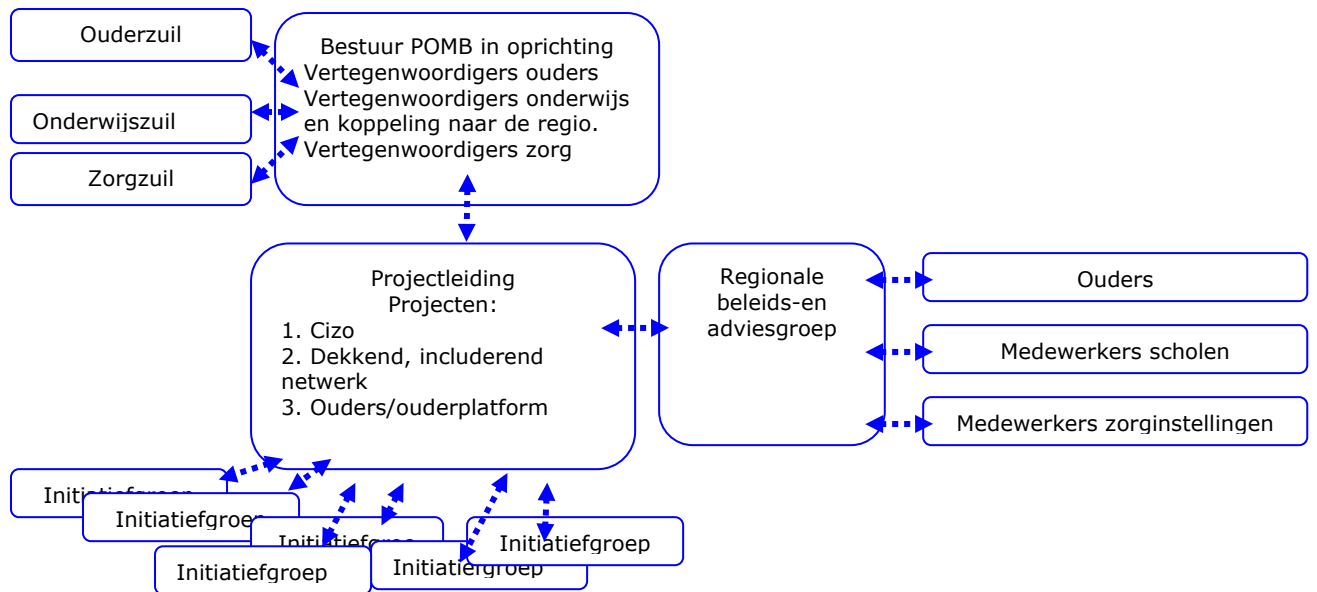 Ouderzuil
Onderwijszuil
Zorgzuil
Bestuur POMB in oprichting
Vertegenwoordigers ouders
Vertegenwoordigers onderwijs
en koppeling naar de regio.
Vertegenwoordigers zorg
Projectleiding
Projecten:
1. Cizo
2. Dekkend, includerend
netwerk
3. Ouders/ouderplatform
Regionale
beleids-en
adviesgroep
Ouders
Medewerkers scholen
Medewerkers zorginstellingen
Initiatiefgroep
Initiatiefgroep
Initiatiefgroep
Initiatiefgroep
Initiatiefgroep
Initiatiefgroep